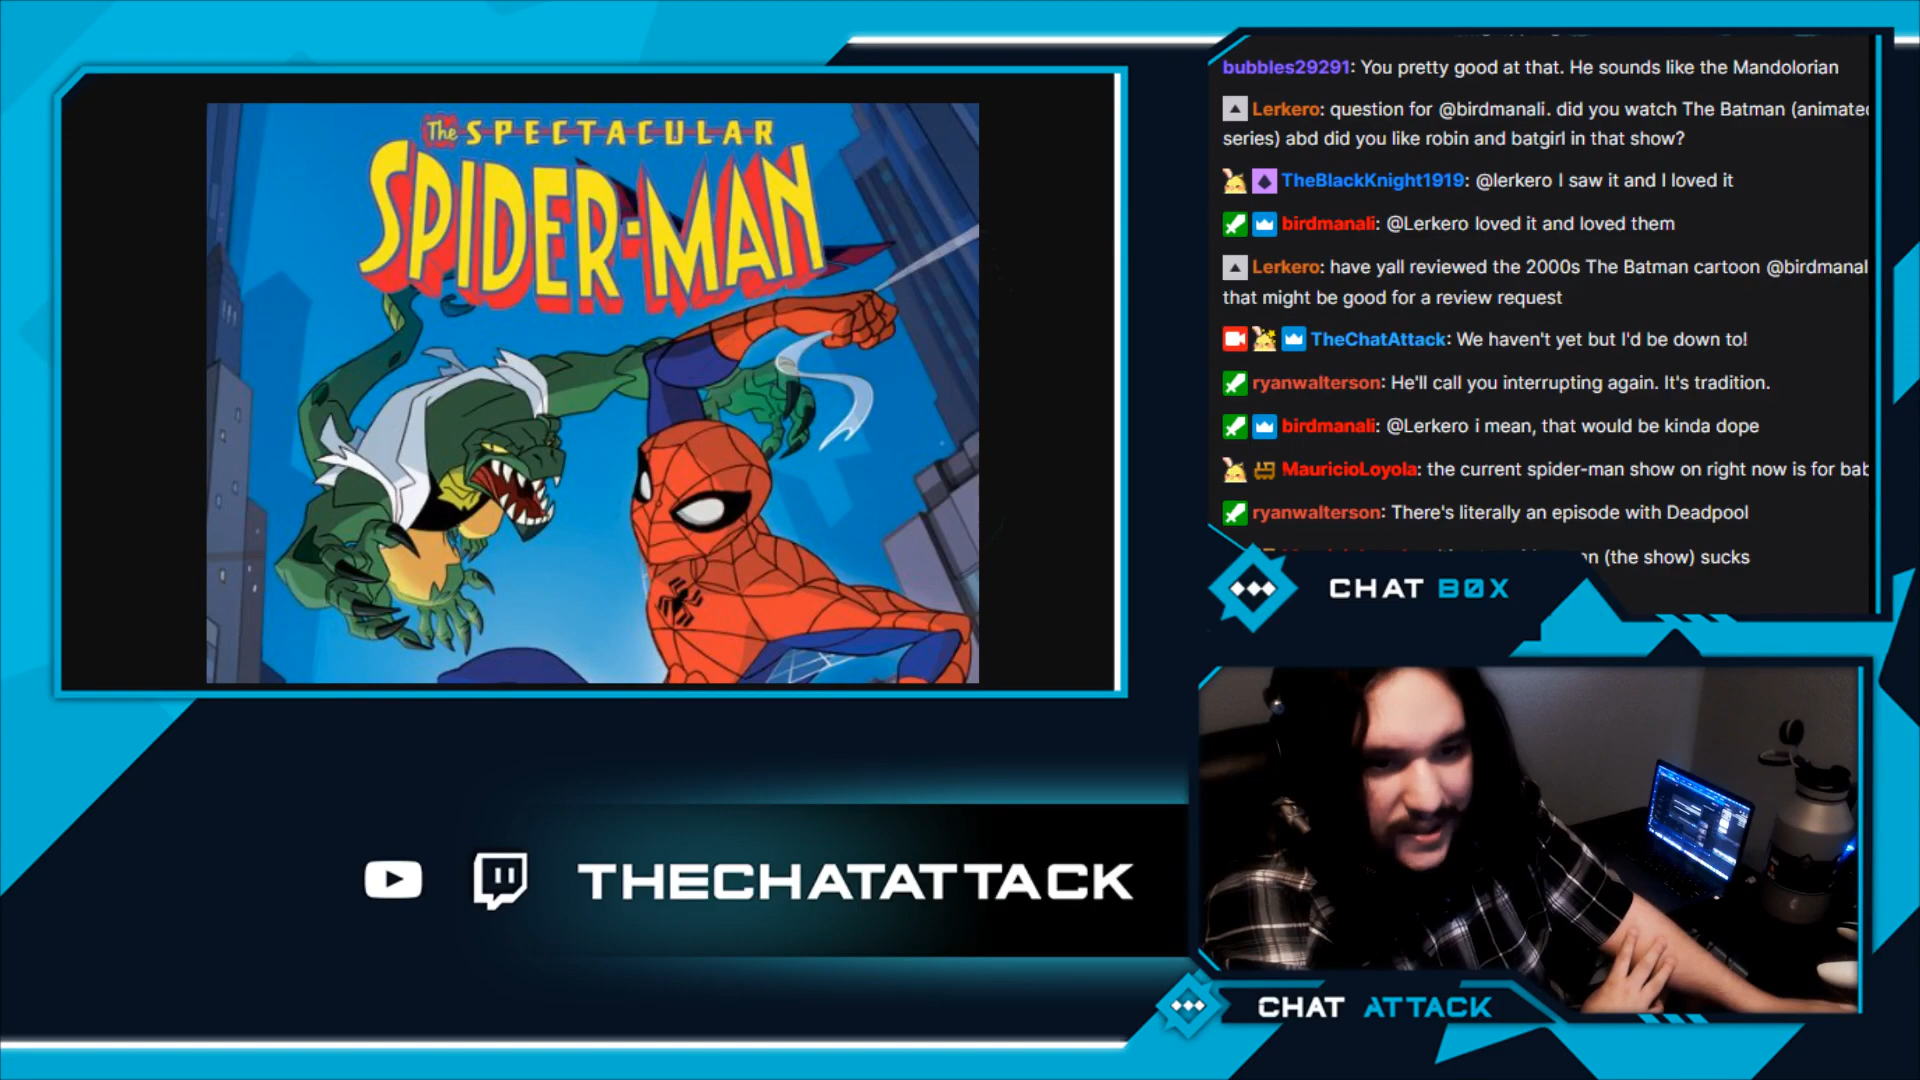 The SPECTACULAR
SPIDER-MAN
bubbles29291: You pretty good at that. He sounds like the Mandolorian
Lerkero: question for @birdmanali. did you watch The Batman (animated
series) abd did you like robin and batgirl in that show?
TheBlackKnight1919: @lerkero I saw it and I loved it
birdmanali: @Lerkero loved it and loved them
Lerkero: have yall reviewed the 2000s The Batman cartoon @birdmanal
that might be good for a review request
TheChatAttack: We haven't yet but I'd be down to!
ryanwalterson: He'll call you interrupting again. It's tradition.
birdmanali: @Lerkero i mean, that would be kinda dope
MauricioLoyola: the current spider-man show on right now is for bab
ryanwalterson: There's literally an episode with Deadpool
(the show) sucks
CHAT BOX
THECHATATTACK
CHAT ATTACK